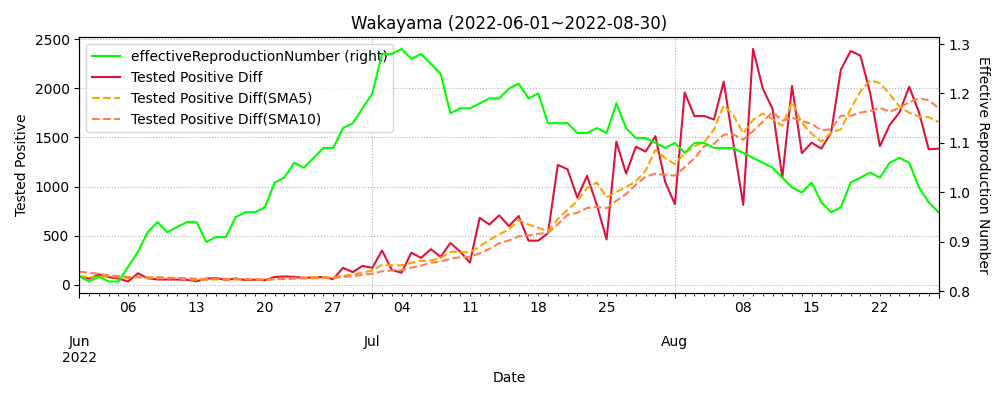 Wakayama (2022-06-01~2022-08-30)
effectiveReproductionNumber (right)
Tested Positive Diff
Tested Positive Diff(SMA5)
Tested Positive Diff(SMA10)
Tested Positive
2500
2000
1500
1000
500
0
1.3
1.2
1.1
1.0
0.9
0.8
Effective Reproduction Number
06 13 20 27 04 11 18 25 08 15 22
Jun Jul Aug
2022
Date